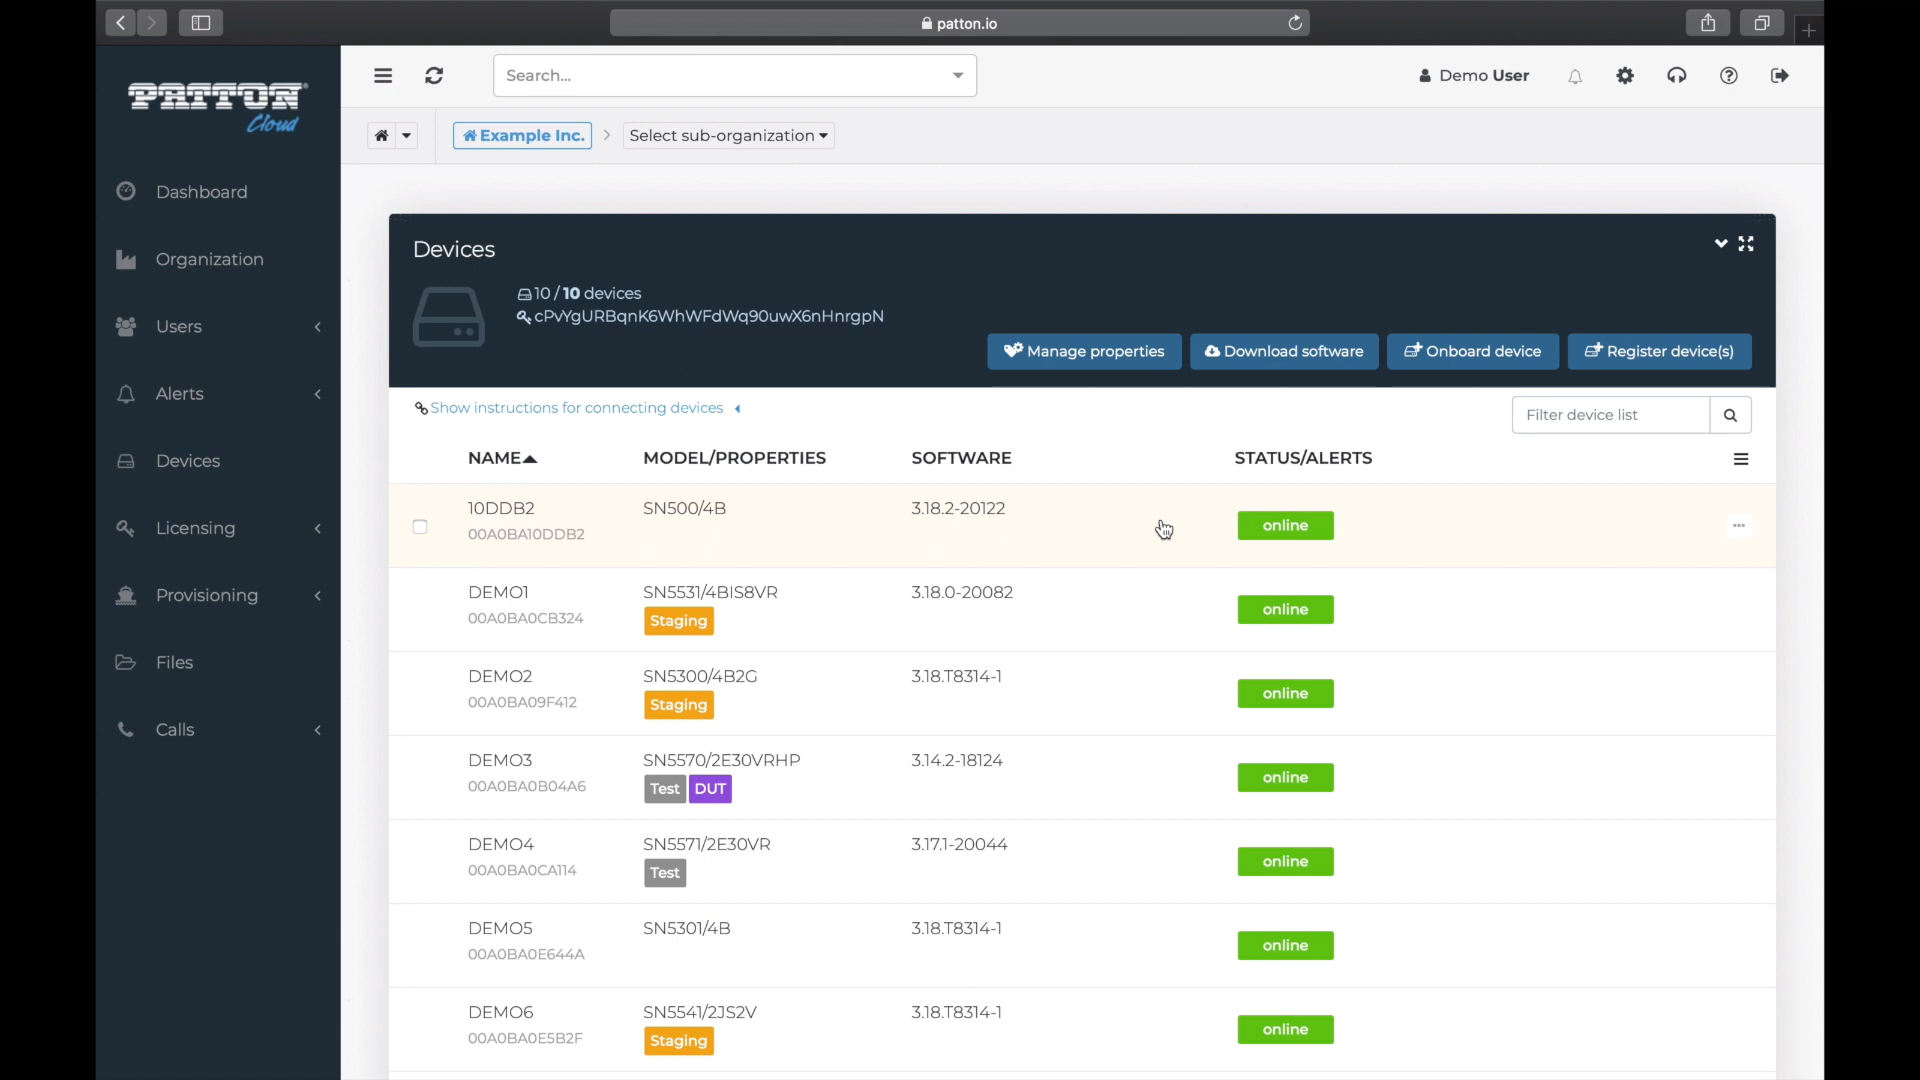 patton.io
PATTON
Cloud
Search...
Demo User
Example Inc.
Select sub-organization
Dashboard
Organization
Users
Alerts
Devices
Licensing
Provisioning
Files
Calls
Devices
10 / 10 devices
cPvYgURBqnK6WhWFdWq90uwX6nHnrgpN
Manage properties
Download software
Onboard device
Register device(s)
Show instructions for connecting devices
Filter device list
NAME MODEL/PROPERTIES SOFTWARE STATUS/ALERTS
10DDB2 SN500/4B 3.18.2-20122
00A0BA10DDB2
online
DEMO1 SN5531/4BIS8VR 3.18.0-20082
00A0BA0CB324 Staging
online
DEMO2 SN5300/4B2G 3.18.T8314-1
00A0BA09F412 Staging
online
DEMO3 SN5570/2E30VRHP 3.14.2-18124
00A0BA0B04A6 Test DUT
online
DEMO4 SN5571/2E30VR 3.17.1-20044
00A0BA0CA114 Test
online
DEMO5 SN5301/4B 3.18.T8314-1
00A0BA0E644A
online
DEMO6 SN5541/2JS2V 3.18.T8314-1
00A0BA0E5B2F Staging
online